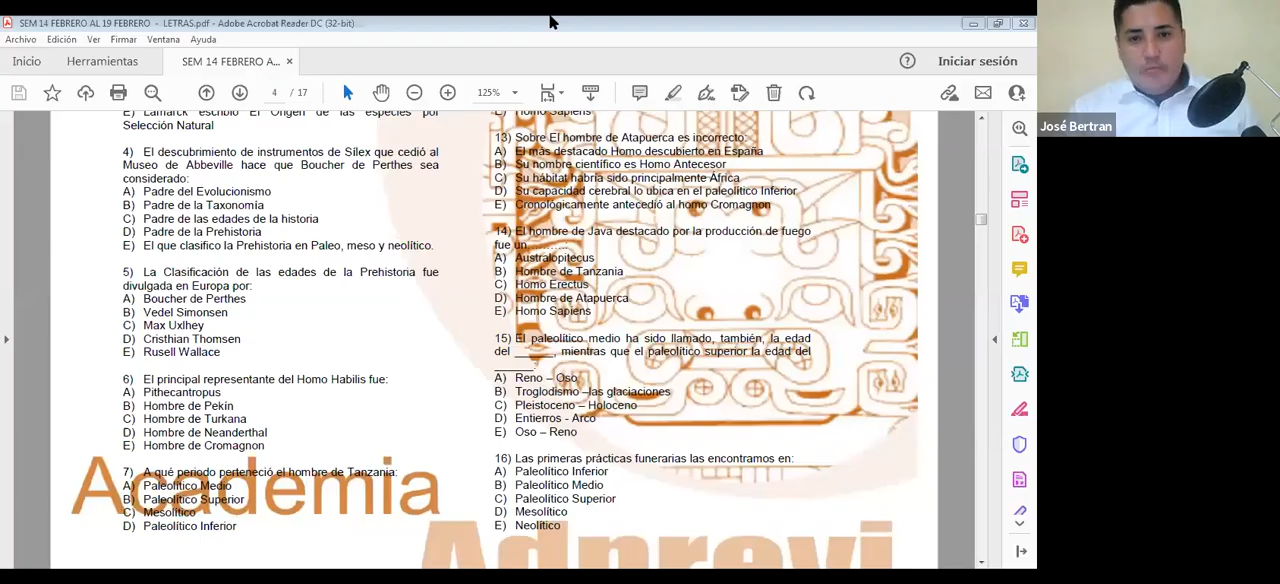 SEM 14 FEBRERO AL 19 FEBRERO - LETRAS.pdf - Adobe Acrobat Reader DC (32-bit)
Archivo Edición Ver Firmar Ventana Ayuda
Inicio Herramientas SEM 14 FEBRERO A... × Iniciar sesión
4 / 17 125%
José Bertran
E) Lamarck escribió El Origen de las especies por
Selección Natural
4) El descubrimiento de instrumentos de Sílex que cedió al
Museo de Abbeville hace que Boucher de Perthes sea
considerado:
A) Padre del Evolucionismo
B) Padre de la Taxonomía
C) Padre de las edades de la historia
D) Padre de la Prehistoria
E) El que clasifico la Prehistoria en Paleo, meso y neolítico.
5) La Clasificación de las edades de la Prehistoria fue
divulgada en Europa por:
A) Boucher de Perthes
B) Vedel Simonsen
C) Max Uxlhey
D) Cristhian Thomsen
E) Rusell Wallace
6) El principal representante del Homo Habilis fue:
A) Pithecantropus
B) Hombre de Pekín
C) Hombre de Turkana
D) Hombre de Neanderthal
E) Hombre de Cromagnon
7) A qué periodo perteneció el hombre de Tanzania:
A) Paleolítico Medio
B) Paleolítico Superior
C) Mesolítico
D) Paleolítico Inferior
E) Homo Sapiens
13) Sobre El hombre de Atapuerca es incorrecto:
A) El más destacado Homo descubierto en España
B) Su nombre científico es Homo Antecesor
C) Su hábitat habría sido principalmente África
D) Su capacidad cerebral lo ubica en el paleolítico Inferior
E) Cronológicamente antecedió al homo Cromagnon
14) El hombre de Java destacado por la producción de fuego
fue un...........
A) Australopitecus
B) Hombre de Tanzania
C) Homo Erectus
D) Hombre de Atapuerca
E) Homo Sapiens
15) El paleolítico medio ha sido llamado, también, la edad
del _______, mientras que el paleolítico superior la edad del
_______
A) Reno – Oso
B) Troglodismo – las glaciaciones
C) Pleistoceno – Holoceno
D) Entierros - Arco
E) Oso – Reno
16) Las primeras prácticas funerarias las encontramos en:
A) Paleolítico Inferior
B) Paleolítico Medio
C) Paleolítico Superior
D) Mesolítico
E) Neolítico
Academia
Adprevi